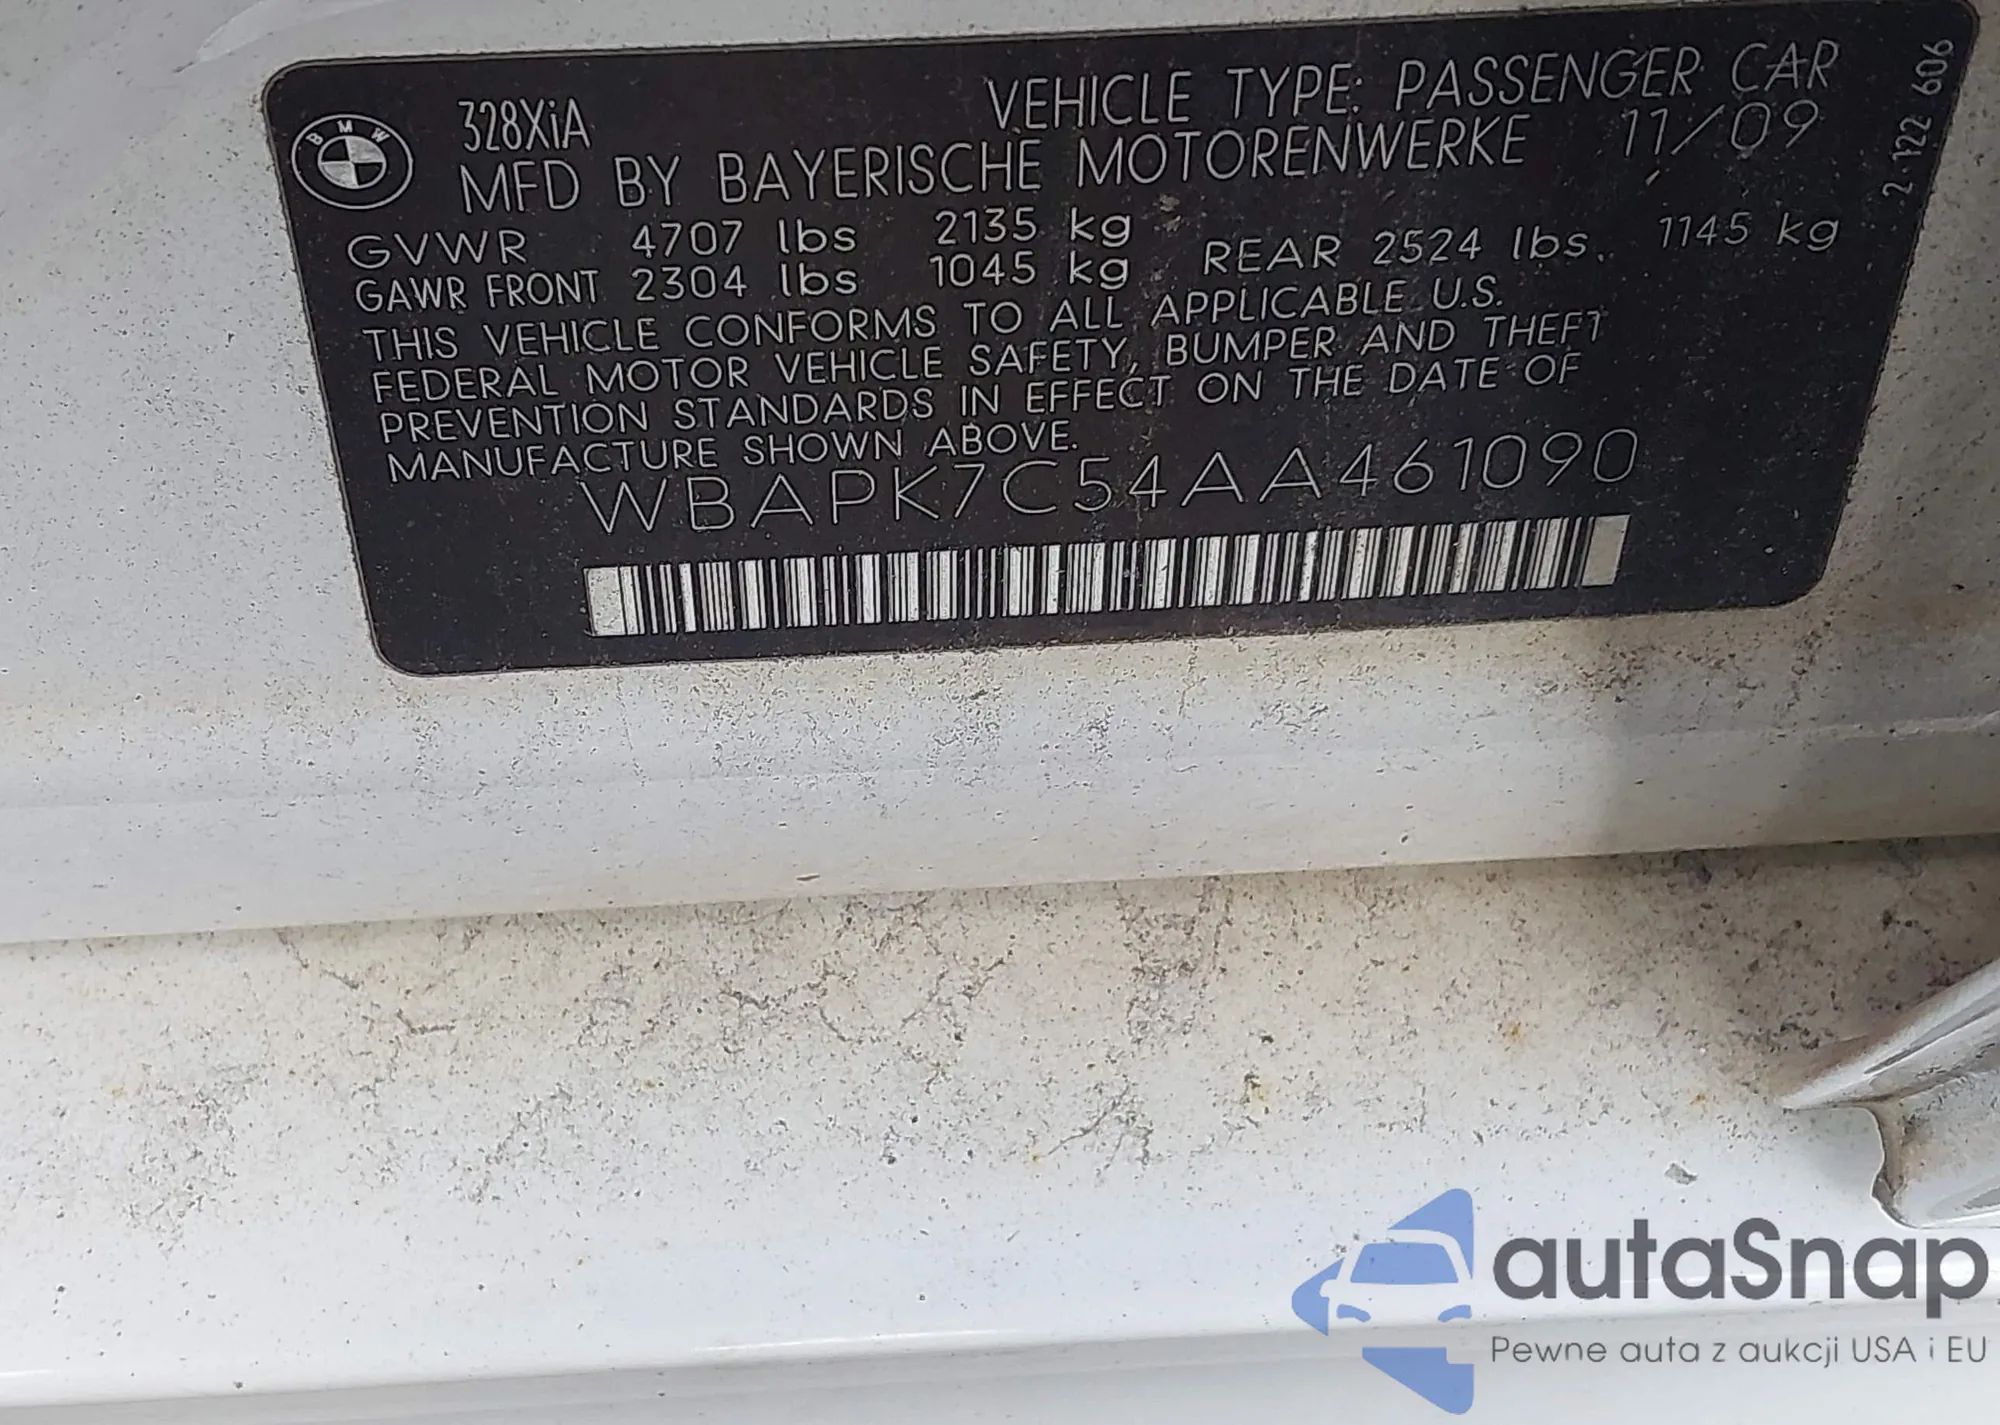 BMW
328XiA
VEHICLE TYPE: PASSENGER CAR
MFD BY BAYERISCHE MOTORENWERKE 11/09
GVWR 4707 lbs 2135 kg
GAWR FRONT 2304 lbs 1045 kg REAR 2524 lbs. 1145 kg
THIS VEHICLE CONFORMS TO ALL APPLICABLE U.S.
FEDERAL MOTOR VEHICLE SAFETY, BUMPER AND THEFT
PREVENTION STANDARDS IN EFFECT ON THE DATE OF
MANUFACTURE SHOWN ABOVE.
WBAPK7C54AA461090
2 122 606
autaSnap
Pewne auta z aukcji USA i EU